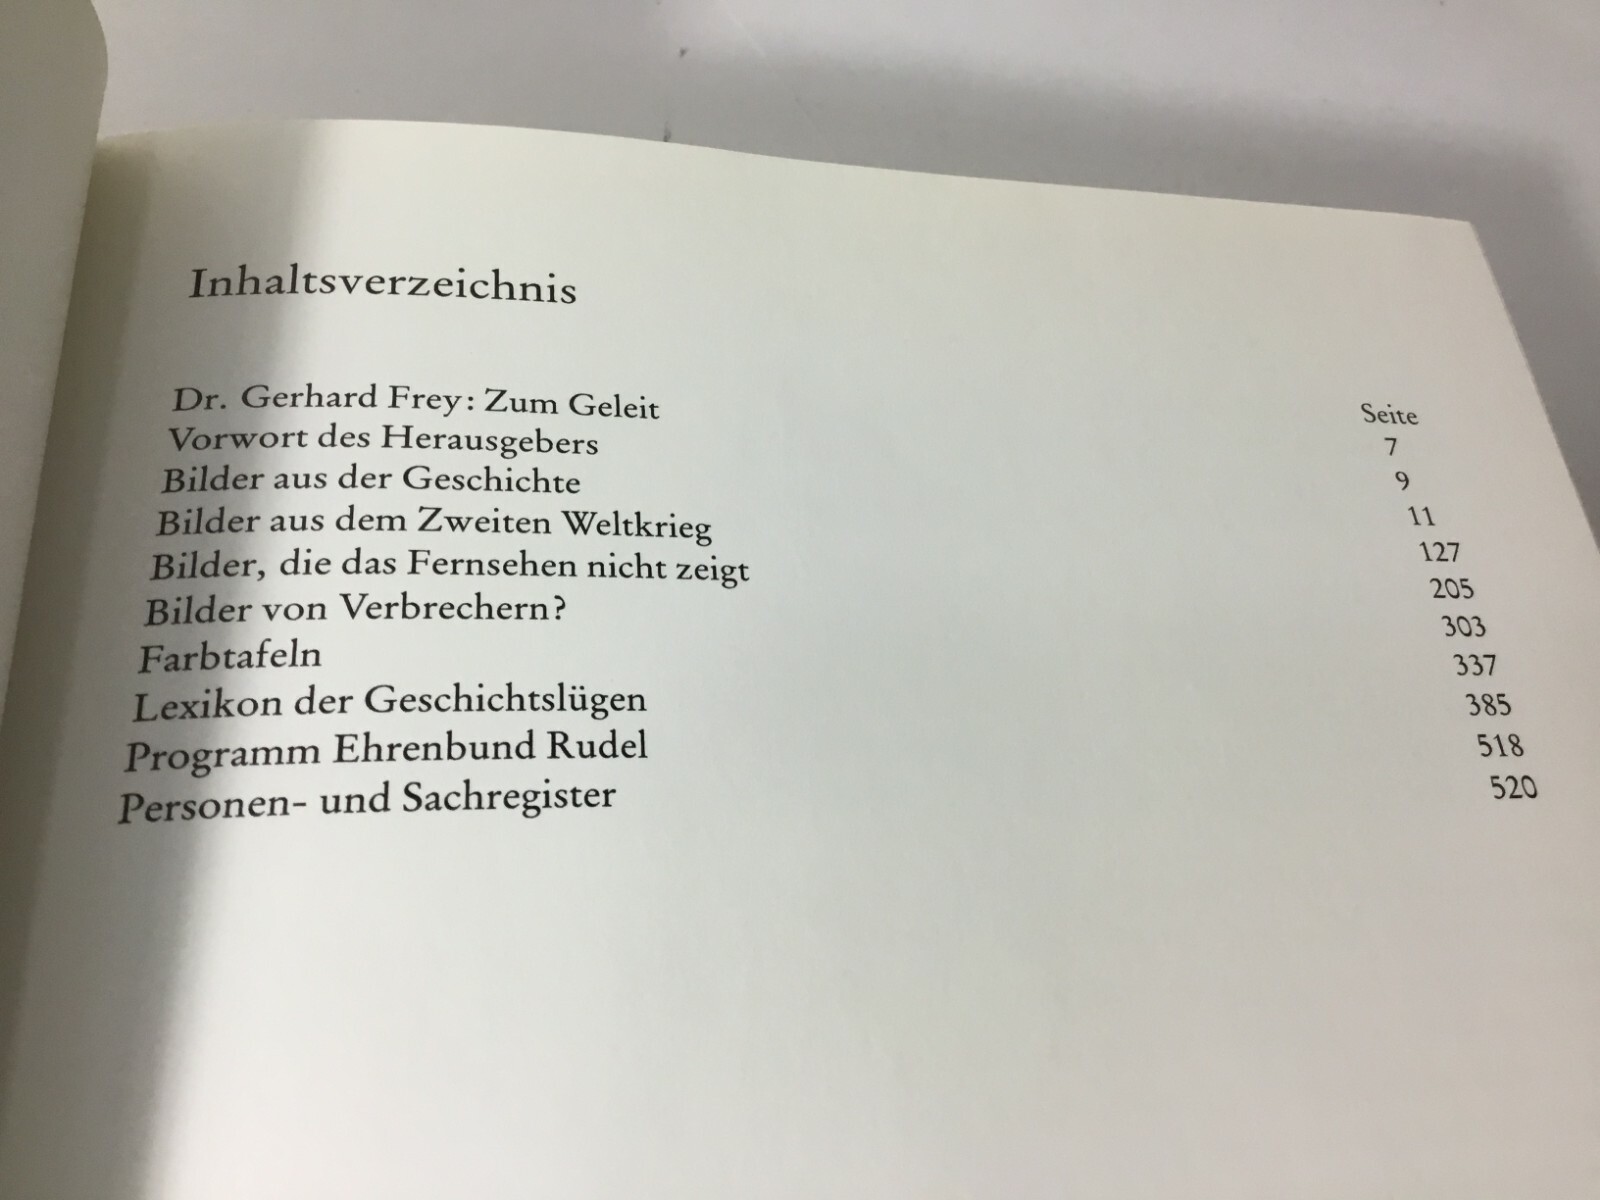 Inhaltsverzeichnis
Seite
Dr. Gerhard Frey: Zum Geleit 7
Vorwort des Herausgebers 9
Bilder aus der Geschichte 11
Bilder aus dem Zweiten Weltkrieg 127
Bilder, die das Fernsehen nicht zeigt 205
Bilder von Verbrechern? 303
Farbtafeln 337
Lexikon der Geschichtslügen 385
Programm Ehrenbund Rudel 518
Personen- und Sachregister 520